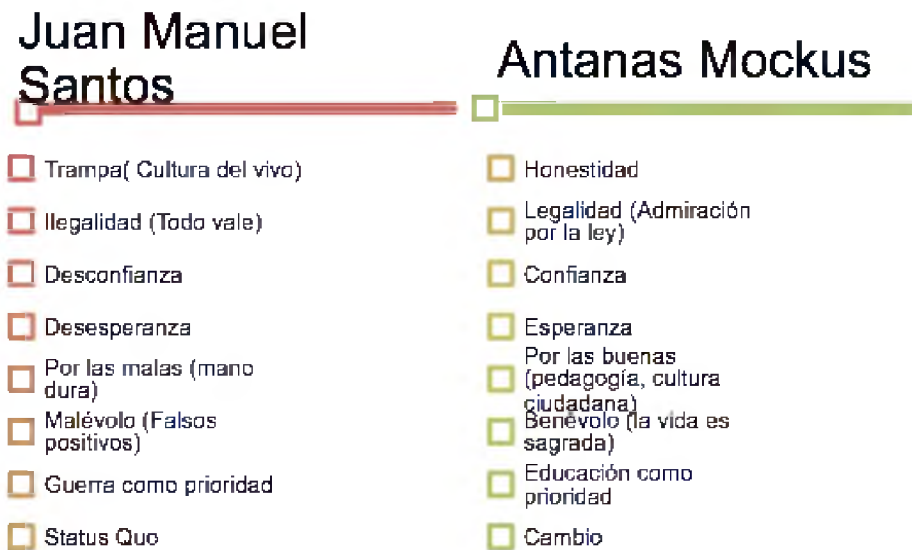 Juan Manuel
Santos
Trampa( Cultura del vivo)
Ilegalidad (Todo vale)
Desconfianza
Desesperanza
Por las malas (mano
dura)
Malévolo (Falsos
positivos)
Guerra como prioridad
Status Quo
Antanas Mockus
Honestidad
Legalidad (Admiración
por la ley)
Confianza
Esperanza
Por las buenas
(pedagogía, cultura
ciudadana)
Benévolo (la vida es
sagrada)
Educación como
prioridad
Cambio